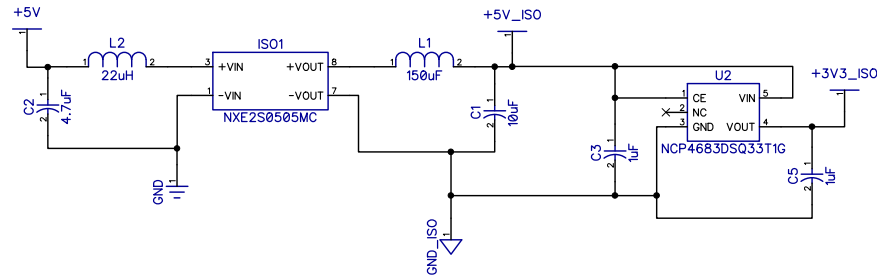 +5V
+5V_ISO
L2
ISO1
L1
U2
+3V3_ISO
1
2
3
+VIN
+VOUT
8
1
2
1
CE
VIN
5
22uH
150uF
2
NC
1
-VIN
-VOUT
7
3
GND
VOUT
4
NXE2S0505MC
NCP4683DSQ33T1G
C2
1
2
4.7uF
C1
1
2
10uF
C3
1
2
1uF
C5
1
2
1uF
GND
1
GND_ISO
1